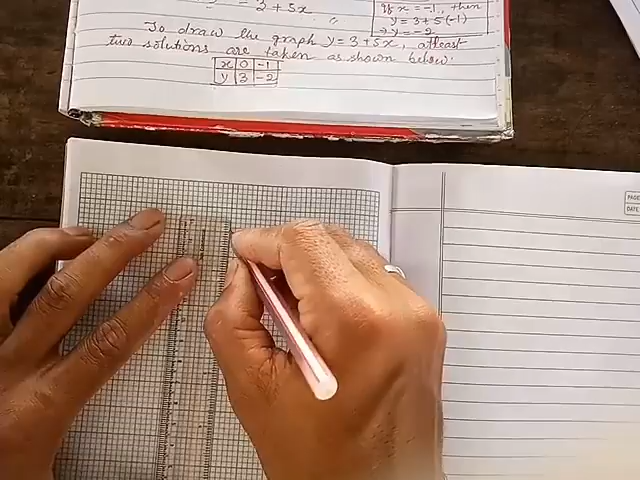 = 3 + 5x
If x = -1, then
y = 3 + 5(-1)
⇒ y = -2
To draw the graph y = 3 + 5x, atleast
two solutions are taken as shown below.
x 0 -1
y 3 -2
PAGE
DATE